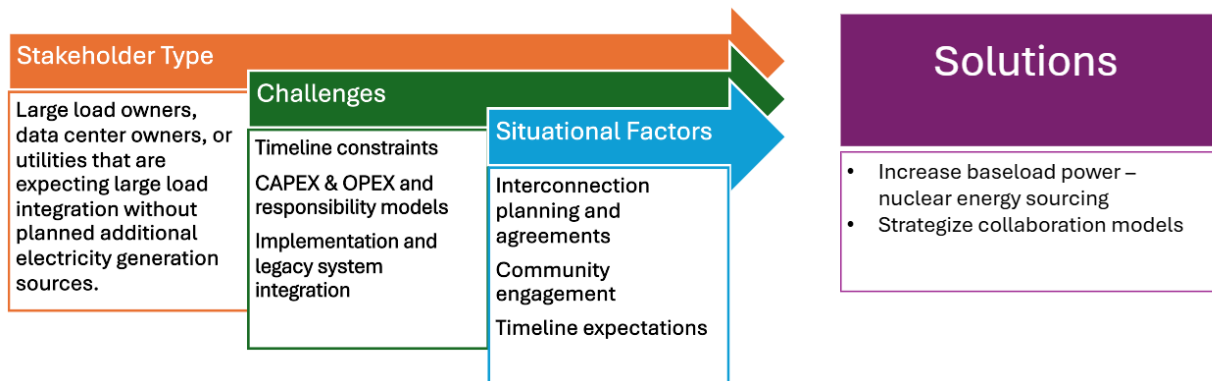 Stakeholder Type
Large load owners,
data center owners, or
utilities that are
expecting large load
integration without
planned additional
electricity generation
sources.
Challenges
Timeline constraints
CAPEX & OPEX and
responsibility models
Implementation and
legacy system
integration
Situational Factors
Interconnection
planning and
agreements
Community
engagement
Timeline expectations
Solutions
• Increase baseload power –
nuclear energy sourcing
• Strategize collaboration models